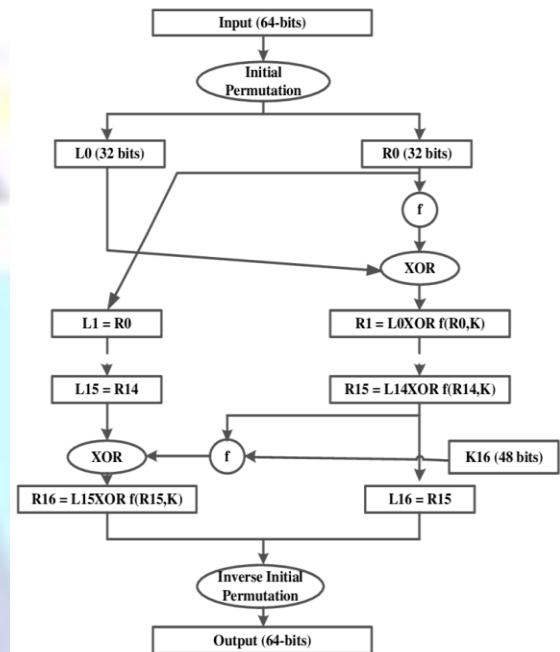 Input (64-bits)
Initial
Permutation
L0 (32 bits)
R0 (32 bits)
f
XOR
L1 = R0
R1 = L0XOR f(R0,K)
L15 = R14
R15 = L14XOR f(R14,K)
XOR
f
K16 (48 bits)
R16 = L15XOR f(R15,K)
L16 = R15
Inverse Initial
Permutation
Output (64-bits)